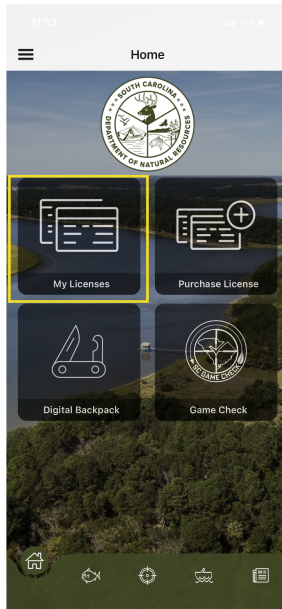 11:13
LTE
Home
SOUTH CAROLINA
DEPARTMENT OF NATURAL RESOURCES
My Licenses
Purchase License
Digital Backpack
SC GAME CHECK
Game Check